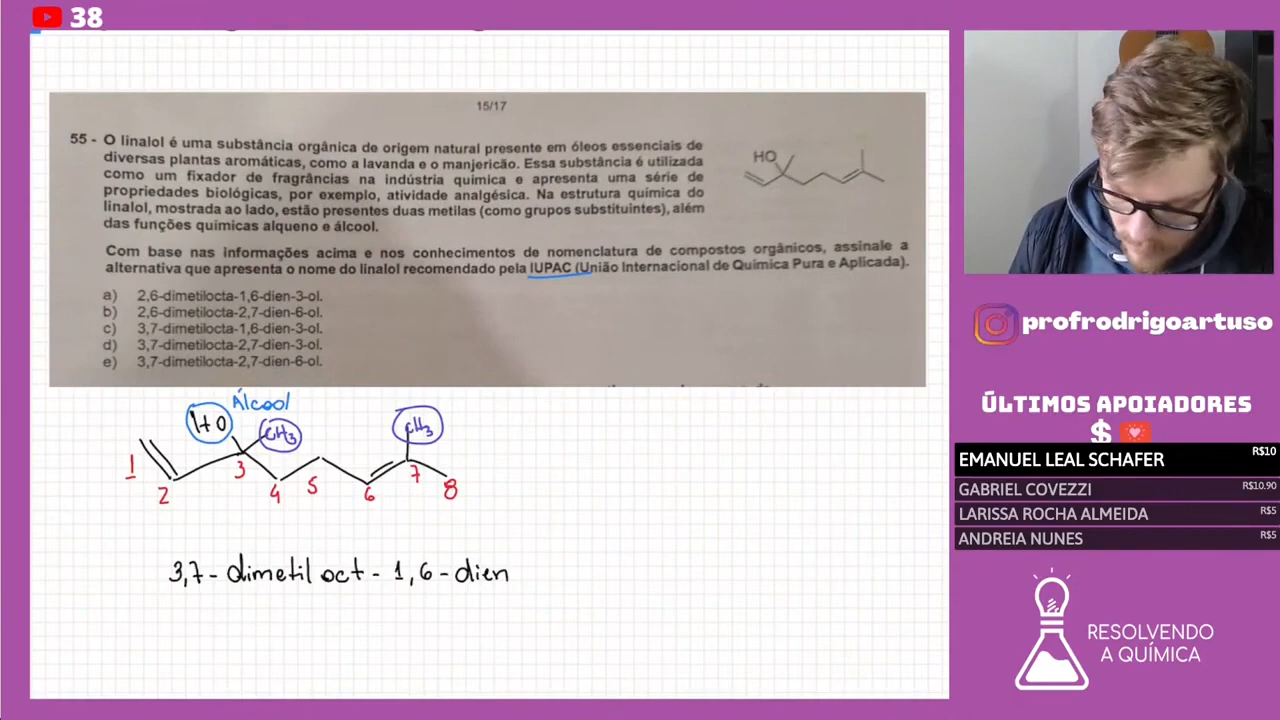 38
15/17
55 - O linalol é uma substância orgânica de origem natural presente em óleos essenciais de
diversas plantas aromáticas, como a lavanda e o manjericão. Essa substância é utilizada
como um fixador de fragrâncias na indústria química e apresenta uma série de
propriedades biológicas, por exemplo, atividade analgésica. Na estrutura química do
linalol, mostrada ao lado, estão presentes duas metilas (como grupos substituintes), além
das funções químicas alqueno e álcool.
HO
Com base nas informações acima e nos conhecimentos de nomenclatura de compostos orgânicos, assinale a
alternativa que apresenta o nome do linalol recomendado pela IUPAC (União Internacional de Química Pura e Aplicada).
a) 2,6-dimetilocta-1,6-dien-3-ol.
b) 2,6-dimetilocta-2,7-dien-6-ol.
c) 3,7-dimetilocta-1,6-dien-3-ol.
d) 3,7-dimetilocta-2,7-dien-3-ol.
e) 3,7-dimetilocta-2,7-dien-6-ol.
Álcool
HO CH3 CH3
1 2 3 4 5 6 7 8
3,7-dimetil oct-1,6-dien
profrodrigoartuso
ÚLTIMOS APOIADORES
$
EMANUEL LEAL SCHAFER R$10
GABRIEL COVEZZI R$10.90
LARISSA ROCHA ALMEIDA R$5
ANDREIA NUNES R$5
RESOLVENDO
A QUÍMICA